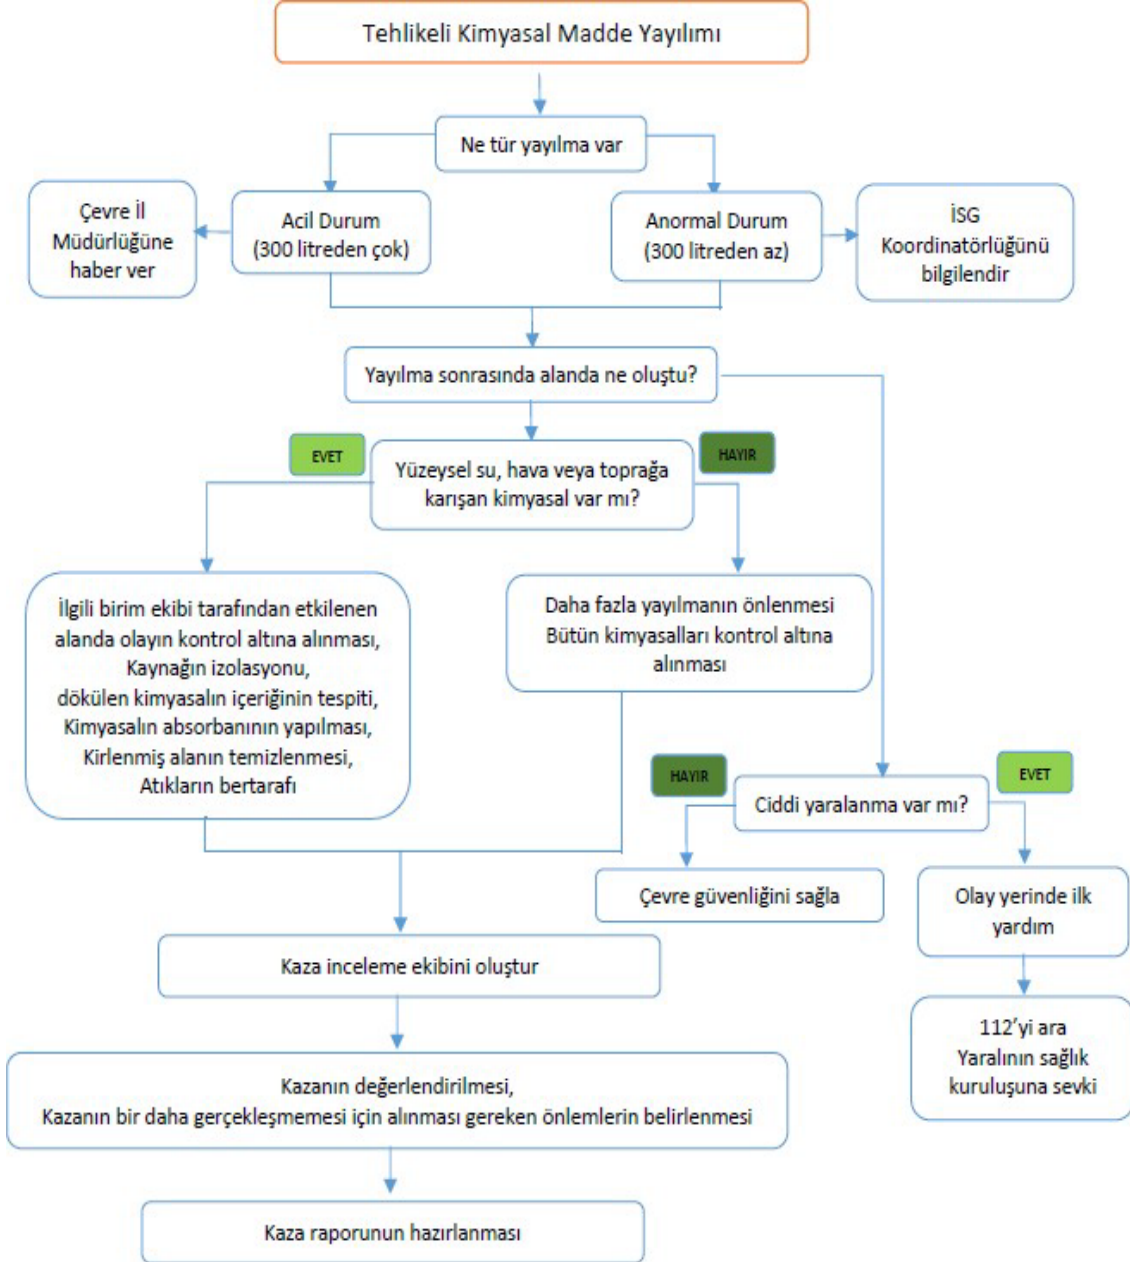 Tehlikeli Kimyasal Madde Yayılımı
Ne tür yayılma var
Çevre İl
Müdürlüğüne
haber ver
Acil Durum
(300 litreden çok)
Anormal Durum
(300 litreden az)
İSG
Koordinatörlüğünü
bilgilendir
Yayılma sonrasında alanda ne oluştu?
EVET
Yüzeysel su, hava veya toprağa
karışan kimyasal var mı?
HAYIR
İlgili birim ekibi tarafından etkilenen
alanda olayın kontrol altına alınması,
Kaynağın izolasyonu,
dökülen kimyasalın içeriğinin tespiti,
Kimyasalın absorbanının yapılması,
Kirlenmiş alanın temizlenmesi,
Atıkların bertarafı
Daha fazla yayılmanın önlenmesi
Bütün kimyasalları kontrol altına
alınması
HAYIR
Ciddi yaralanma var mı?
EVET
Çevre güvenliğini sağla
Olay yerinde ilk
yardım
112’yi ara
Yaralının sağlık
kuruluşuna sevki
Kaza inceleme ekibini oluştur
Kazanın değerlendirilmesi,
Kazanın bir daha gerçekleşmemesi için alınması gereken önlemlerin belirlenmesi
Kaza raporunun hazırlanması